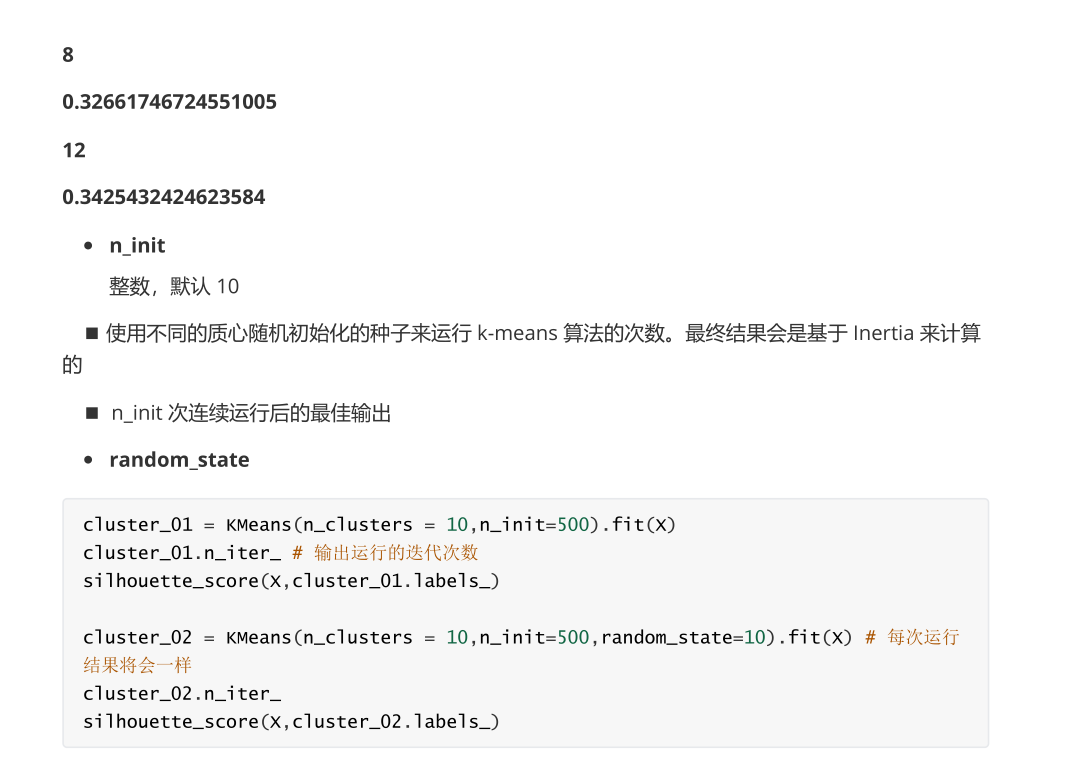 8
0.32661746724551005
12
0.3425432424623584
• n_init
整数，默认 10
■ 使用不同的质心随机初始化的种子来运行 k-means 算法的次数。最终结果会是基于 Inertia 来计算
的
■ n_init 次连续运行后的最佳输出
• random_state
cluster_01 = KMeans(n_clusters = 10,n_init=500).fit(X)
cluster_01.n_iter_ # 输出运行的迭代次数
silhouette_score(X,cluster_01.labels_)
cluster_02 = KMeans(n_clusters = 10,n_init=500,random_state=10).fit(X) # 每次运行
结果将会一样
cluster_02.n_iter_
silhouette_score(X,cluster_02.labels_)